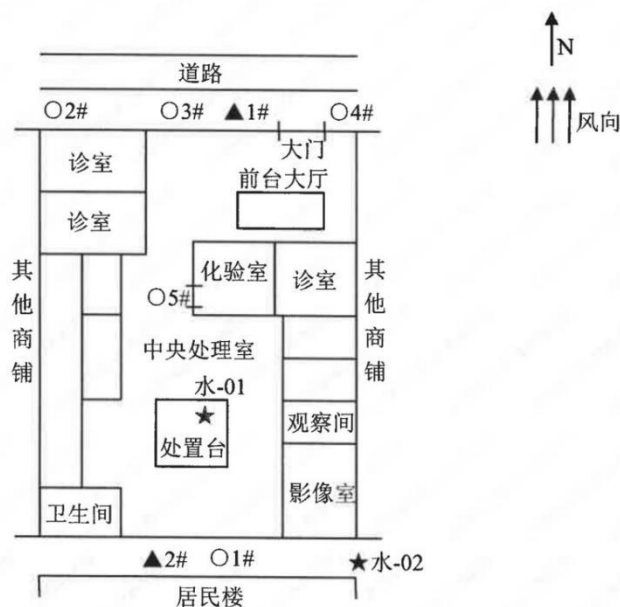 N
道路
○2# ○3# ▲1# ○4#
风向
大门
诊室
前台大厅
诊室
其他商铺
化验室
诊室
其他商铺
○5#
中央处理室
水-01
★
处置台
观察间
影像室
卫生间
▲2# ○1# ★水-02
居民楼